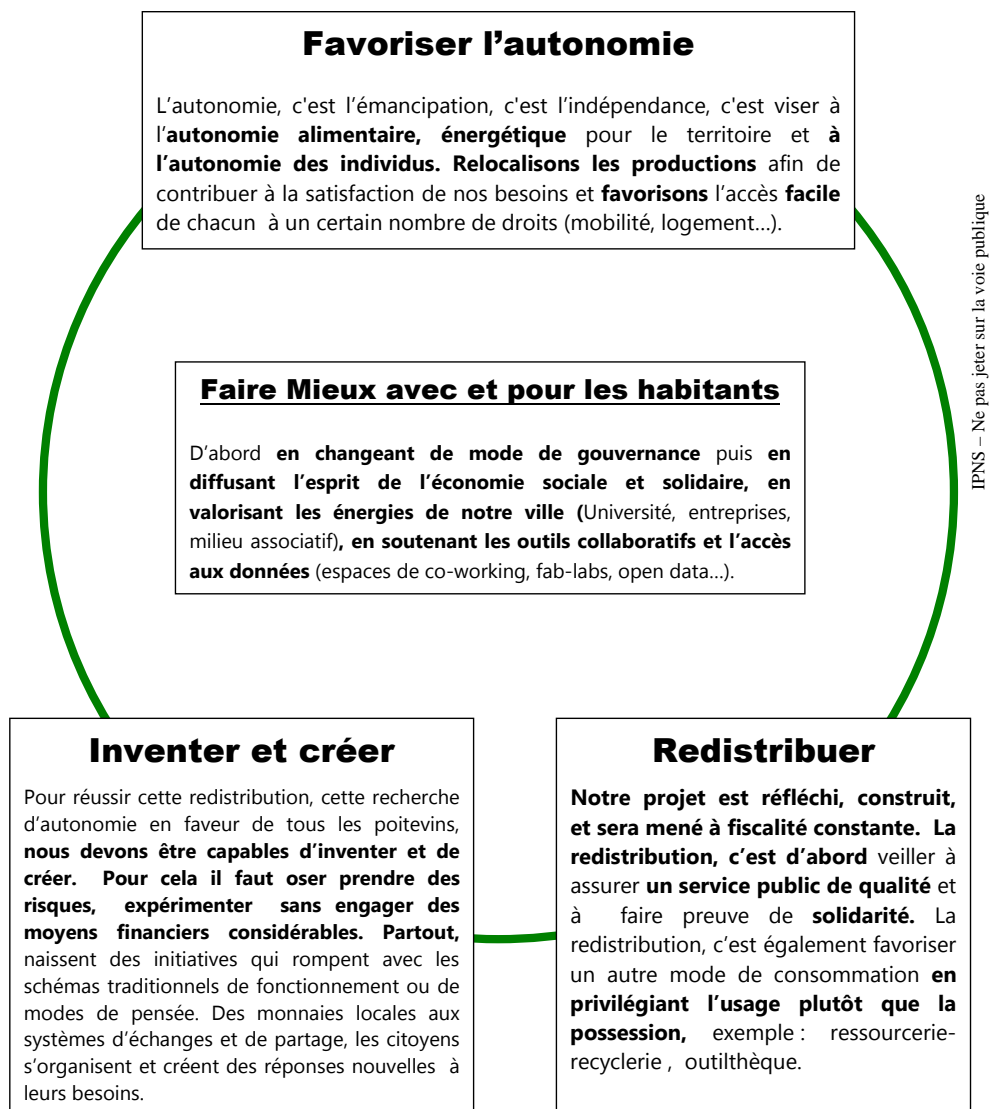 Favoriser l’autonomie
L’autonomie, c'est l’émancipation, c'est l’indépendance, c'est viser à
l’autonomie alimentaire, énergétique pour le territoire et à
l’autonomie des individus. Relocalisons les productions afin de
contribuer à la satisfaction de nos besoins et favorisons l’accès facile
de chacun à un certain nombre de droits (mobilité, logement…).
IPNS – Ne pas jeter sur la voie publique
Faire Mieux avec et pour les habitants
D’abord en changeant de mode de gouvernance puis en
diffusant l’esprit de l’économie sociale et solidaire, en
valorisant les énergies de notre ville (Université, entreprises,
milieu associatif), en soutenant les outils collaboratifs et l’accès
aux données (espaces de co-working, fab-labs, open data…).
Inventer et créer
Pour réussir cette redistribution, cette recherche
d’autonomie en faveur de tous les poitevins,
nous devons être capables d’inventer et de
créer. Pour cela il faut oser prendre des
risques, expérimenter sans engager des
moyens financiers considérables. Partout,
naissent des initiatives qui rompent avec les
schémas traditionnels de fonctionnement ou de
modes de pensée. Des monnaies locales aux
systèmes d’échanges et de partage, les citoyens
s’organisent et créent des réponses nouvelles à
leurs besoins.
Redistribuer
Notre projet est réfléchi, construit,
et sera mené à fiscalité constante. La
redistribution, c’est d’abord veiller à
assurer un service public de qualité et
à faire preuve de solidarité. La
redistribution, c’est également favoriser
un autre mode de consommation en
privilégiant l’usage plutôt que la
possession, exemple : ressourcerie-
recyclerie , outilthèque.